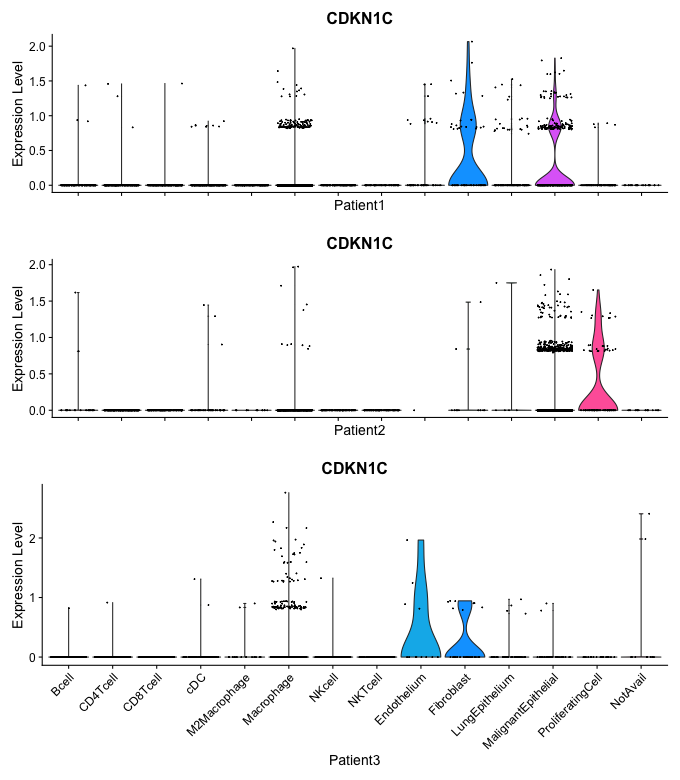 CDKN1C
Expression Level
2.0
1.5
1.0
0.5
0.0
Patient1
CDKN1C
Expression Level
2.0
1.5
1.0
0.5
0.0
Patient2
CDKN1C
Expression Level
2
1
0
Bcell
CD4Tcell
CD8Tcell
cDC
M2Macrophage
Macrophage
NKcell
NKTcell
Endothelium
Fibroblast
LungEpithelium
MalignantEpithelial
ProliferatingCell
NotAvail
Patient3